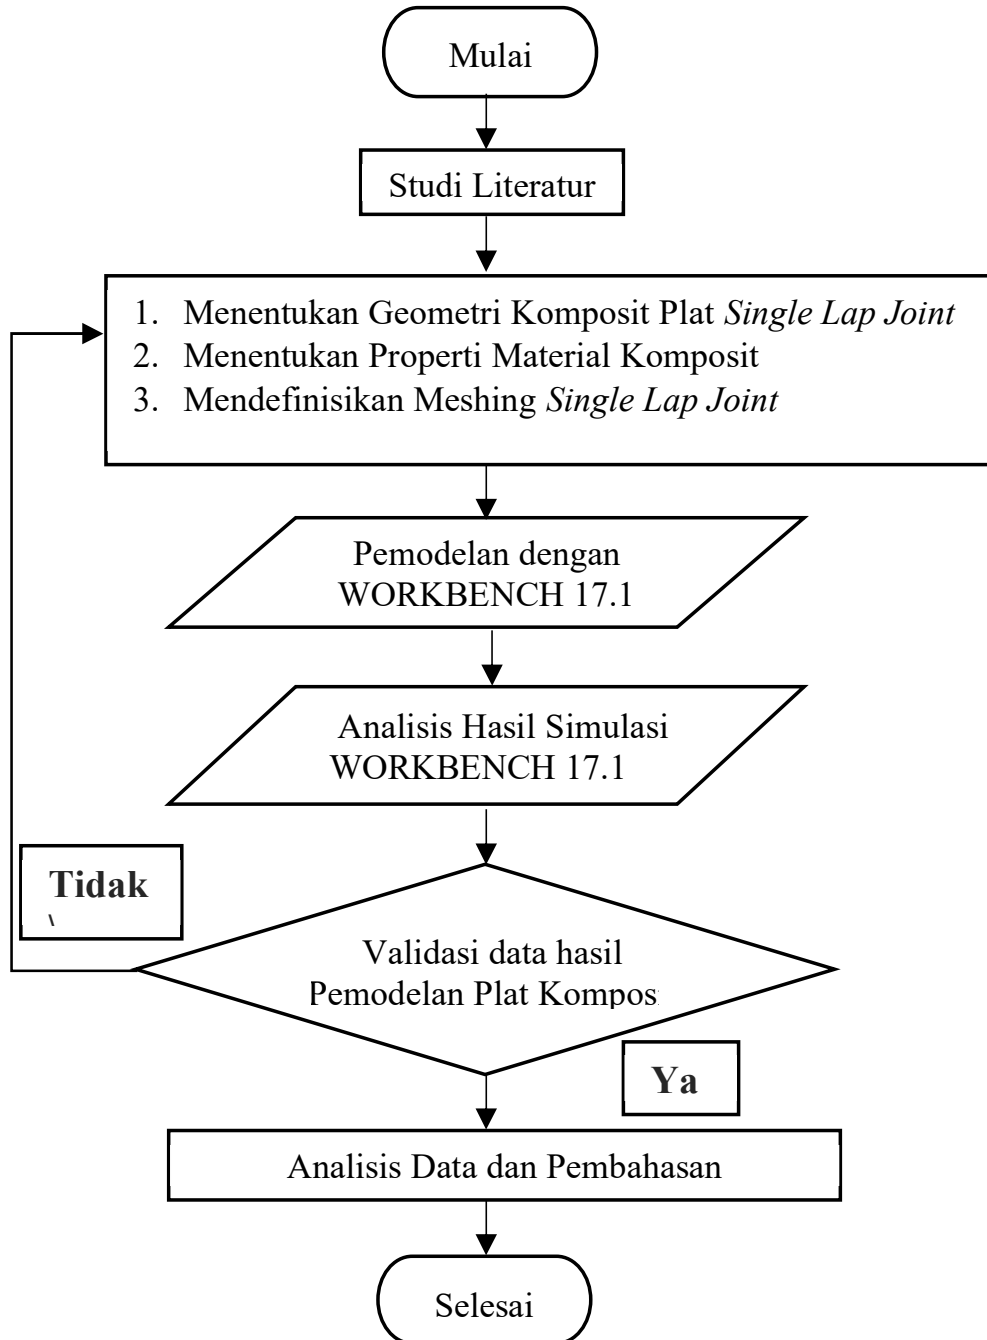 Mulai
Studi Literatur
1. Menentukan Geometri Komposit Plat Single Lap Joint
2. Menentukan Properti Material Komposit
3. Mendefinisikan Meshing Single Lap Joint
Pemodelan dengan
WORKBENCH 17.1
Analisis Hasil Simulasi
WORKBENCH 17.1
Tidak
\
Validasi data hasil
Pemodelan Plat Kompos
Ya
Analisis Data dan Pembahasan
Selesai